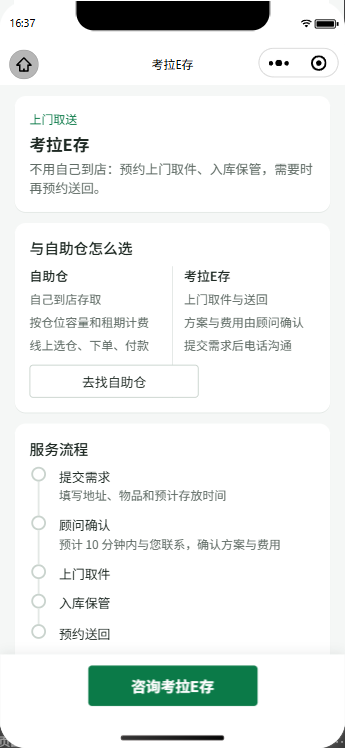 16:37
考拉E存
上门取送
考拉E存
不用自己到店：预约上门取件、入库保管，需要时
再预约送回。
与自助仓怎么选
自助仓
自己到店存取
按仓位容量和租期计费
线上选仓、下单、付款
去找自助仓
考拉E存
上门取件与送回
方案与费用由顾问确认
提交需求后电话沟通
服务流程
提交需求
填写地址、物品和预计存放时间
顾问确认
预计 10 分钟内与您联系，确认方案与费用
上门取件
入库保管
预约送回
咨询考拉E存